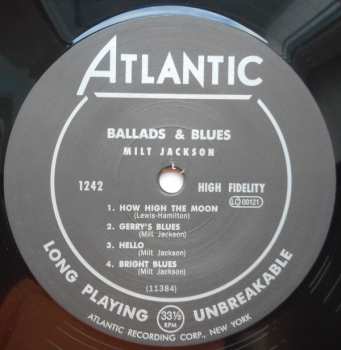 ATLANTIC
BALLADS & BLUES
MILT JACKSON
1242 HIGH FIDELITY LC 00121
1. HOW HIGH THE MOON
(Lewis-Hamilton)
2. GERRY'S BLUES
(Milt Jackson)
3. HELLO
(Milt Jackson)
4. BRIGHT BLUES
(Milt Jackson)
(11384)
LONG PLAYING 33⅓ RPM UNBREAKABLE
ATLANTIC RECORDING CORP., NEW YORK